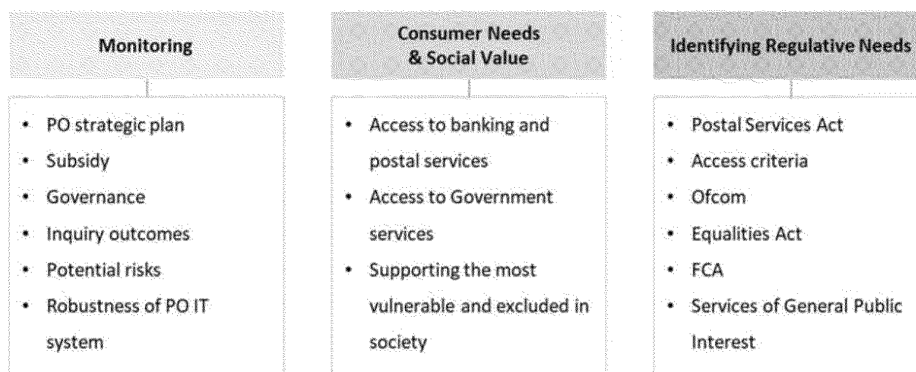 Monitoring
• PO strategic plan
• Subsidy
• Governance
• Inquiry outcomes
• Potential risks
• Robustness of PO IT
system
Consumer Needs
& Social Value
• Access to banking and
postal services
• Access to Government
services
• Supporting the most
vulnerable and excluded in
society
Identifying Regulative Needs
• Postal Services Act
• Access criteria
• Ofcom
• Equalities Act
• FCA
• Services of General Public
Interest